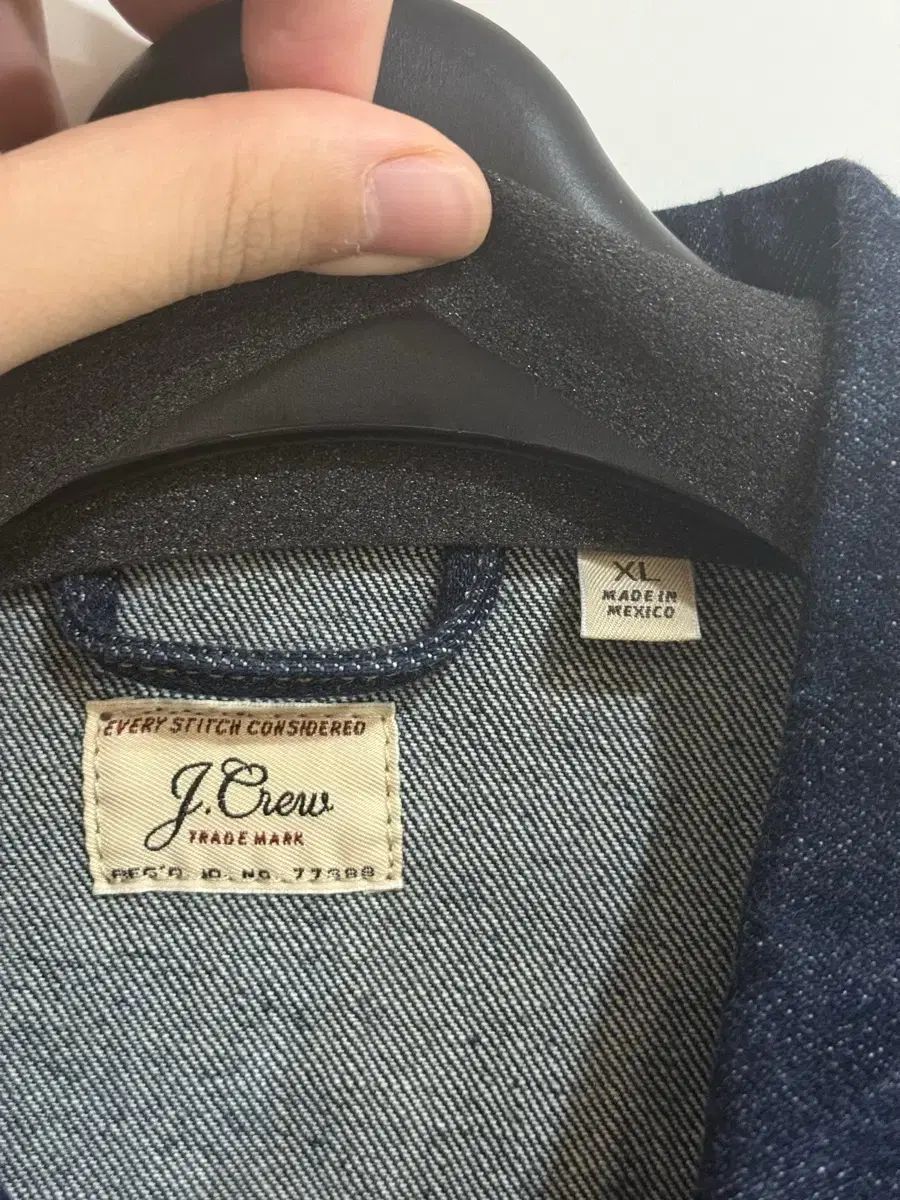 XL
MADE IN
MEXICO
EVERY STITCH CONSIDERED
J.Crew
TRADE MARK
REG'D ID. NO. 77388